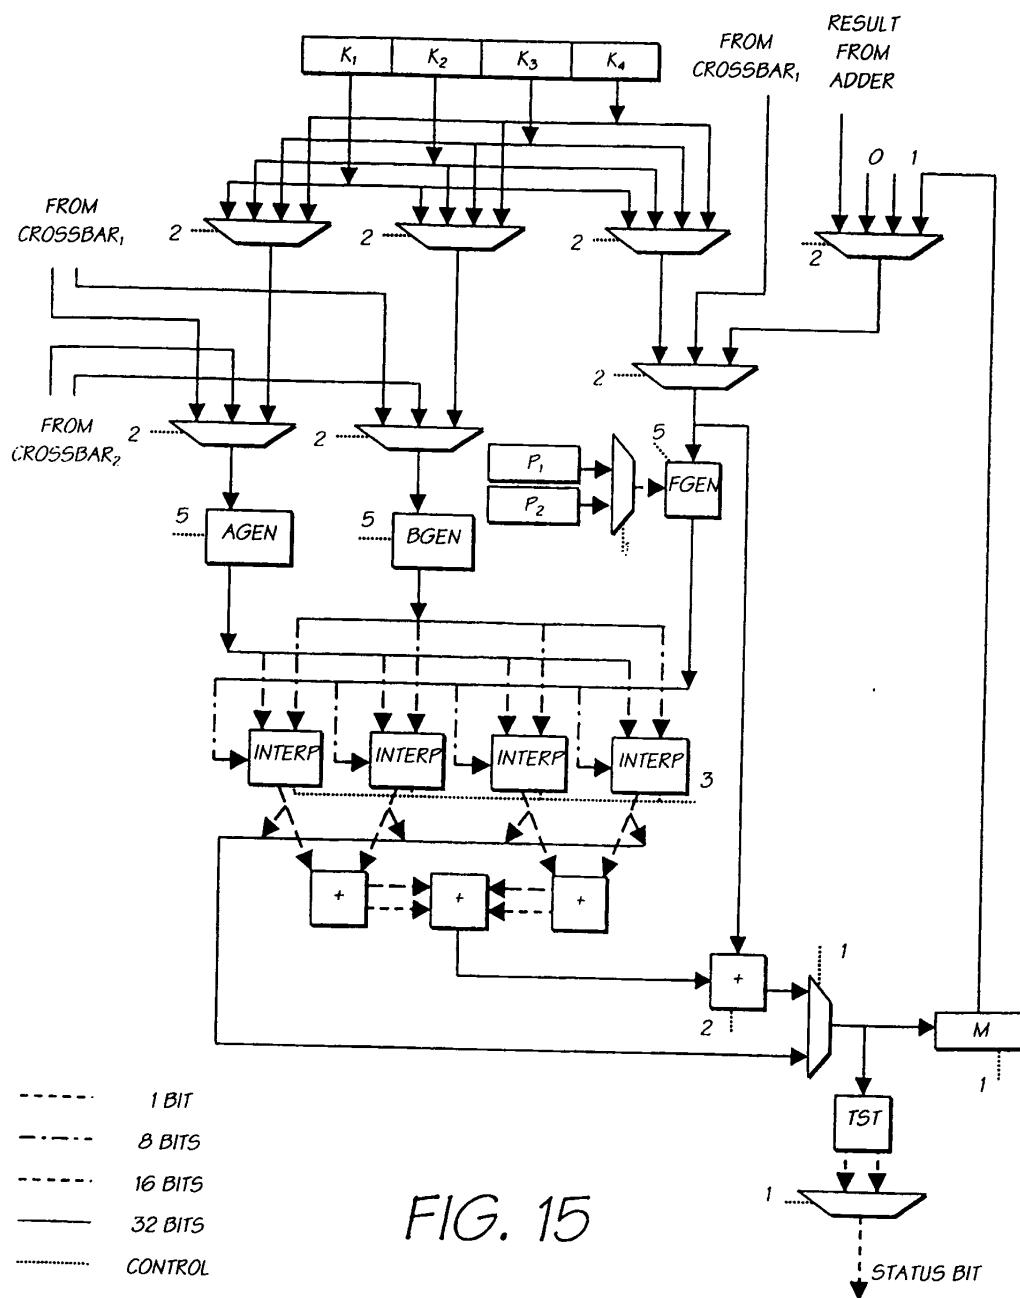 RESULT
FROM
ADDER
FROM
CROSSBAR₁
K₁ K₂ K₃ K₄
0 1
FROM
CROSSBAR₁
2
2
2
2
2
FROM
CROSSBAR₂
2
2
5
P₁
P₂
FGEN
5
AGEN
5
BGEN
INTERP
INTERP
INTERP
INTERP
3
+
+
+
+
1
2
M
1
TST
1
STATUS BIT
1 BIT
8 BITS
16 BITS
32 BITS
CONTROL
FIG. 15